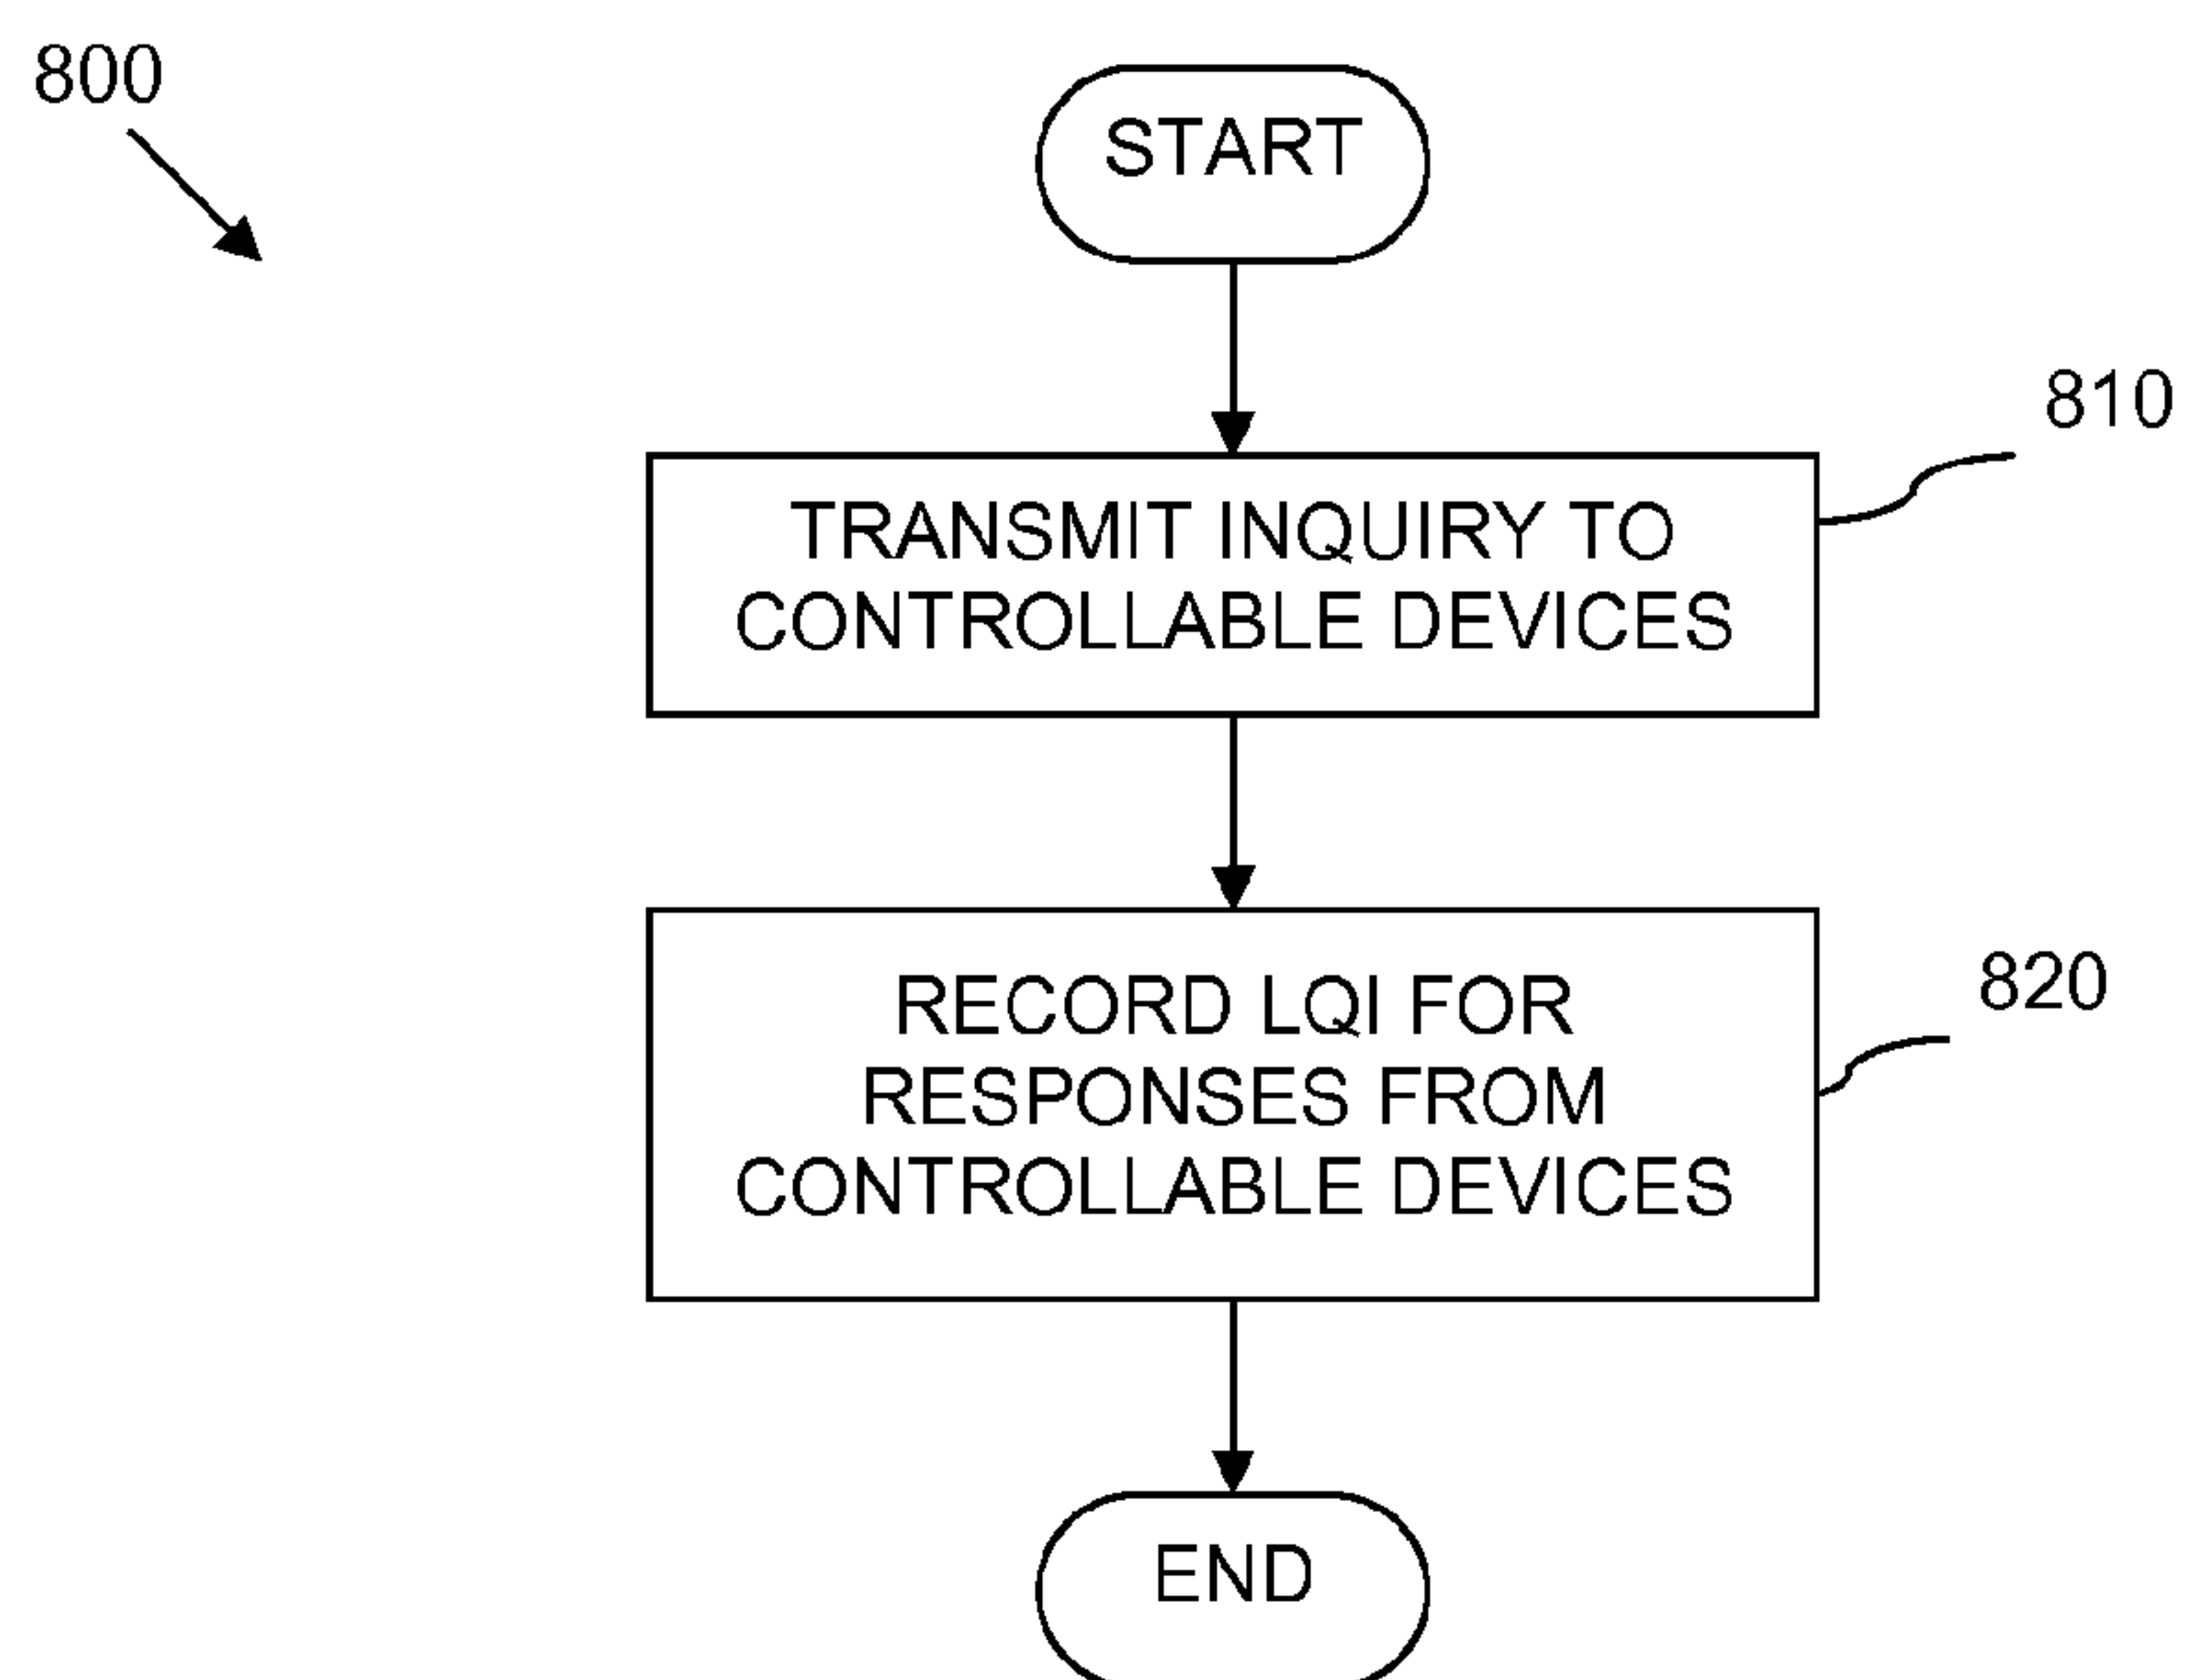 800
START
810
TRANSMIT INQUIRY TO
CONTROLLABLE DEVICES
820
RECORD LQI FOR
RESPONSES FROM
CONTROLLABLE DEVICES
END